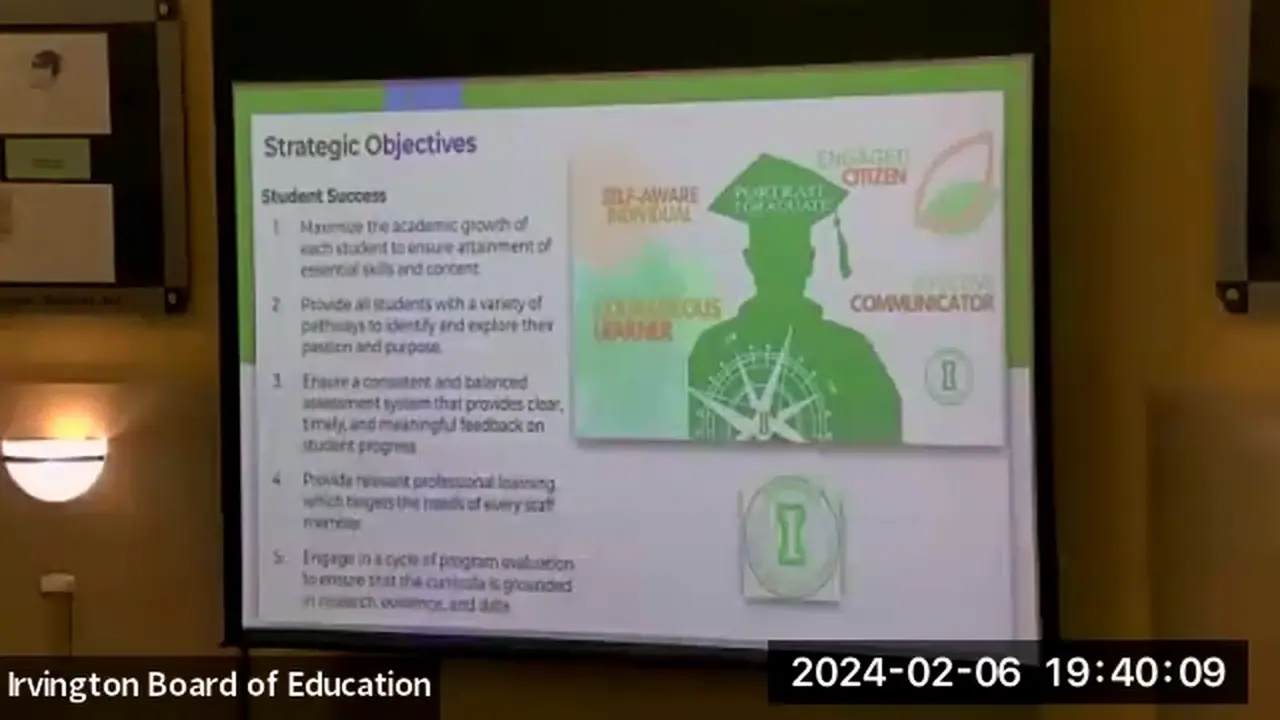 Strategic Objectives
Student Success
1. Maximize the academic growth of
each student to ensure attainment of
essential skills and content
2. Provide all students with a variety of
pathways to identify and explore their
passion and purpose.
3. Ensure a consistent and balanced
assessment system that provides clear,
timely, and meaningful feedback on
student progress
4. Provide relevant professional learning
which targets the needs of every staff
member
5. Engage in a cycle of program evaluation
to ensure that the curricula is grounded
in research, evidence, and data
SELF-AWARE
INDIVIDUAL
PORTRAIT
GRADUATE
ENGAGED
CITIZEN
COURAGEOUS
LEARNER
COMMUNICATOR
I
I
Irvington Board of Education
2024-02-06 19:40:09